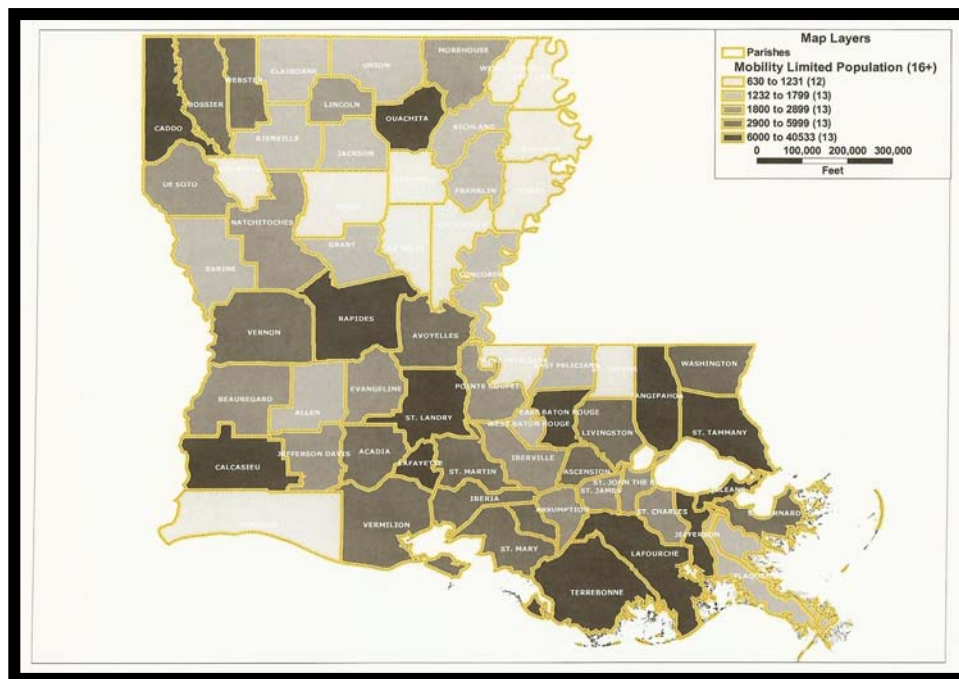 Map Layers
Parishes
Mobility Limited Population (16+)
630 to 1231 (12)
1232 to 1799 (13)
1800 to 2899 (13)
2900 to 5999 (13)
6000 to 40533 (13)
0 100,000 200,000 300,000
Feet
MOREHOUSE
CLAIBORNE
UNION
WEBSTER
BOSSIER
LINCOLN
OUACHITA
CADDO
RICHLAND
BIENVILLE
JACKSON
DE SOTO
FRANKLIN
NATCHITOCHES
GRANT
SABINE
RAPIDES
VERNON
AVOYELLES
WASHINGTON
EVANGELINE
POINTE COUPEE
BEAUREGARD
ALLEN
ANGIPAHOA
ST. LANDRY
EAST BATON ROUGE
WEST BATON ROUGE
ST. TAMMANY
LIVINGSTON
JEFFERSON DAVIS
ACADIA
IBERVILLE
CALCASIEU
LAFAYETTE
ST. MARTIN
ASCENSION
ST. JOHN THE B
ST. JAMES
IBERIA
ASSUMPTION
ST. CHARLES
VERMILION
JEFFERSON
ST. MARY
LAFOURCHE
TERREBONNE